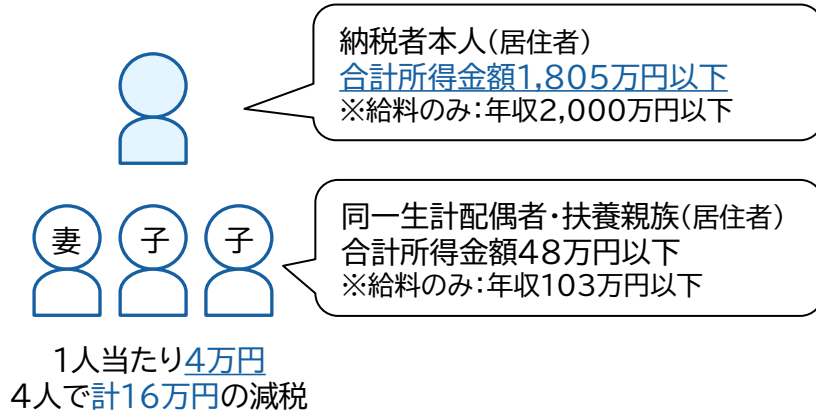 納税者本人(居住者)
合計所得金額1,805万円以下
※給料のみ:年収2,000万円以下
妻 子 子
同一生計配偶者・扶養親族(居住者)
合計所得金額48万円以下
※給料のみ:年収103万円以下
1人当たり4万円
4人で計16万円の減税